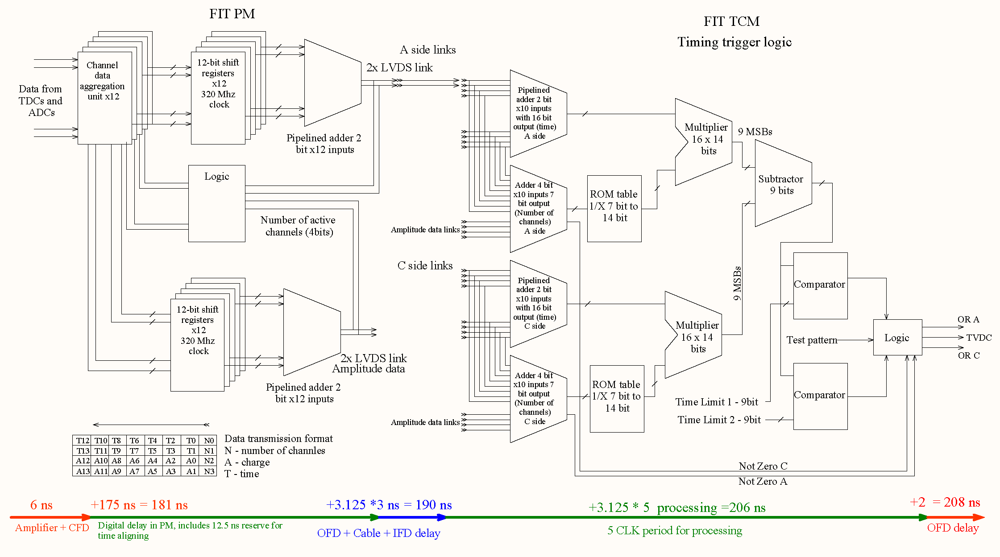 FIT PM
FIT TCM
Timing trigger logic
Data from
TDCs and
ADCs
Channel
data
aggregation
unit x12
12-bit shift
registers
x12
320 Mhz
clock
Pipelined adder 2
bit x12 inputs
A side links
2x LVDS link
Logic
Number of active
channels (4bits)
12-bit shift
registers
x12
320 Mhz
clock
2x LVDS link
Amplitude data
Pipelined adder 2
bit x12 inputs
Pipelined
adder 2 bit
x10 inputs
with 16 bit
output (time)
A side
Adder 4 bit
x10 inputs 7
bit output
(Number of
channels)
A side
Amplitude data links
ROM table
1/X 7 bit to
14 bit
Multiplier
16 x 14
bits
9 MSBs
Subtractor
9 bits
C side links
Pipelined
adder 2 bit
x10 inputs
with 16 bit
output (time)
C side
Adder 4 bit
x10 inputs 7
bit output
(Number of
channels)
C side
Amplitude data links
ROM table
1/X 7 bit to
14 bit
Multiplier
16 x 14
bits
9 MSBs
Comparator
Comparator
Test pattern
Time Limit 1 - 9bit
Time Limit 2 - 9bit
Logic
OR A
TVDC
OR C
Not Zero C
Not Zero A
T12 T10 T8 T6 T4 T2 T0 N0
T13 T11 T9 T7 T5 T3 T1 N1
A12 A10 A8 A6 A4 A2 A0 N2
A13 A11 A9 A7 A5 A3 A1 N3
Data transmission format
N - number of channles
A - charge
T - time
6 ns
+175 ns = 181 ns
+3.125 *3 ns = 190 ns
+3.125 * 5 processing =206 ns
+2 = 208 ns
Amplifier + CFD
Digital delay in PM, includes 12.5 ns reserve for
time aligning
OFD + Cable + IFD delay
5 CLK period for processing
OFD delay